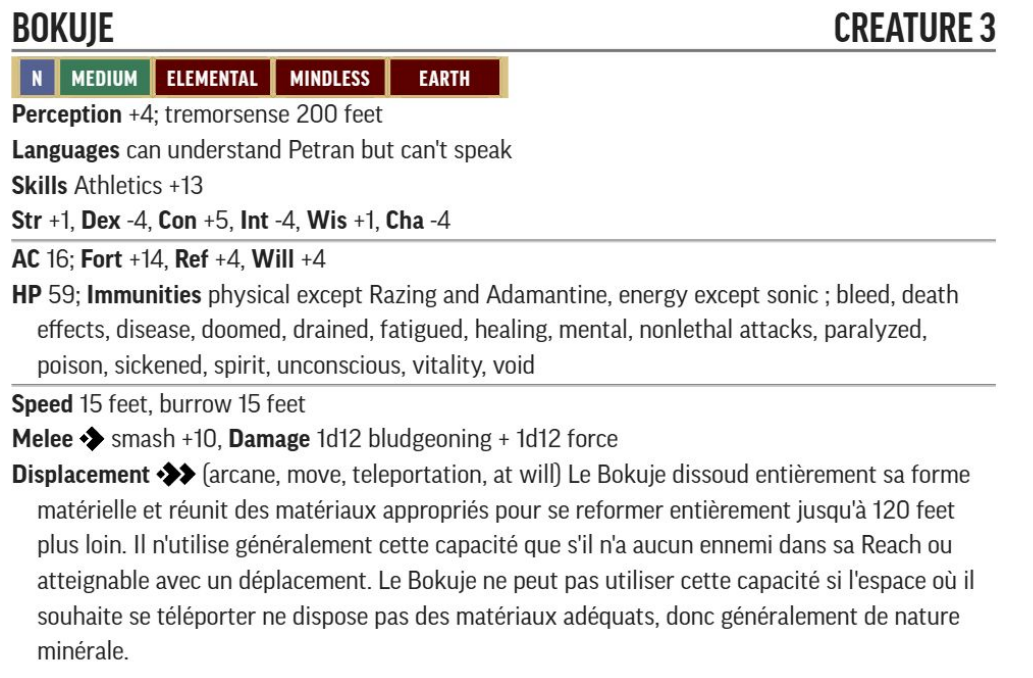 BOKUJE CREATURE 3
N MEDIUM ELEMENTAL MINDLESS EARTH
Perception +4; tremorsense 200 feet
Languages can understand Petran but can't speak
Skills Athletics +13
Str +1, Dex -4, Con +5, Int -4, Wis +1, Cha -4
AC 16; Fort +14, Ref +4, Will +4
HP 59; Immunities physical except Razing and Adamantine, energy except sonic ; bleed, death
effects, disease, doomed, drained, fatigued, healing, mental, nonlethal attacks, paralyzed,
poison, sickened, spirit, unconscious, vitality, void
Speed 15 feet, burrow 15 feet
Melee smash +10, Damage 1d12 bludgeoning + 1d12 force
Displacement (arcane, move, teleportation, at will) Le Bokuje dissoud entièrement sa forme
matérielle et réunit des matériaux appropriés pour se reformer entièrement jusqu'à 120 feet
plus loin. Il n'utilise généralement cette capacité que s'il n'a aucun ennemi dans sa Reach ou
atteignable avec un déplacement. Le Bokuje ne peut pas utiliser cette capacité si l'espace où il
souhaite se téléporter ne dispose pas des matériaux adéquats, donc généralement de nature
minérale.